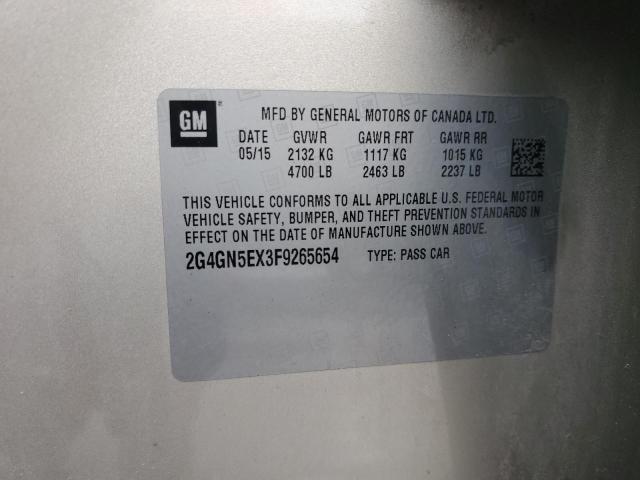 GM ®
MFD BY GENERAL MOTORS OF CANADA LTD.
DATE GVWR GAWR FRT GAWR RR
05/15 2132 KG 1117 KG 1015 KG
4700 LB 2463 LB 2237 LB
THIS VEHICLE CONFORMS TO ALL APPLICABLE U.S. FEDERAL MOTOR
VEHICLE SAFETY, BUMPER, AND THEFT PREVENTION STANDARDS IN
EFFECT ON THE DATE OF MANUFACTURE SHOWN ABOVE.
2G4GN5EX3F9265654 TYPE: PASS CAR